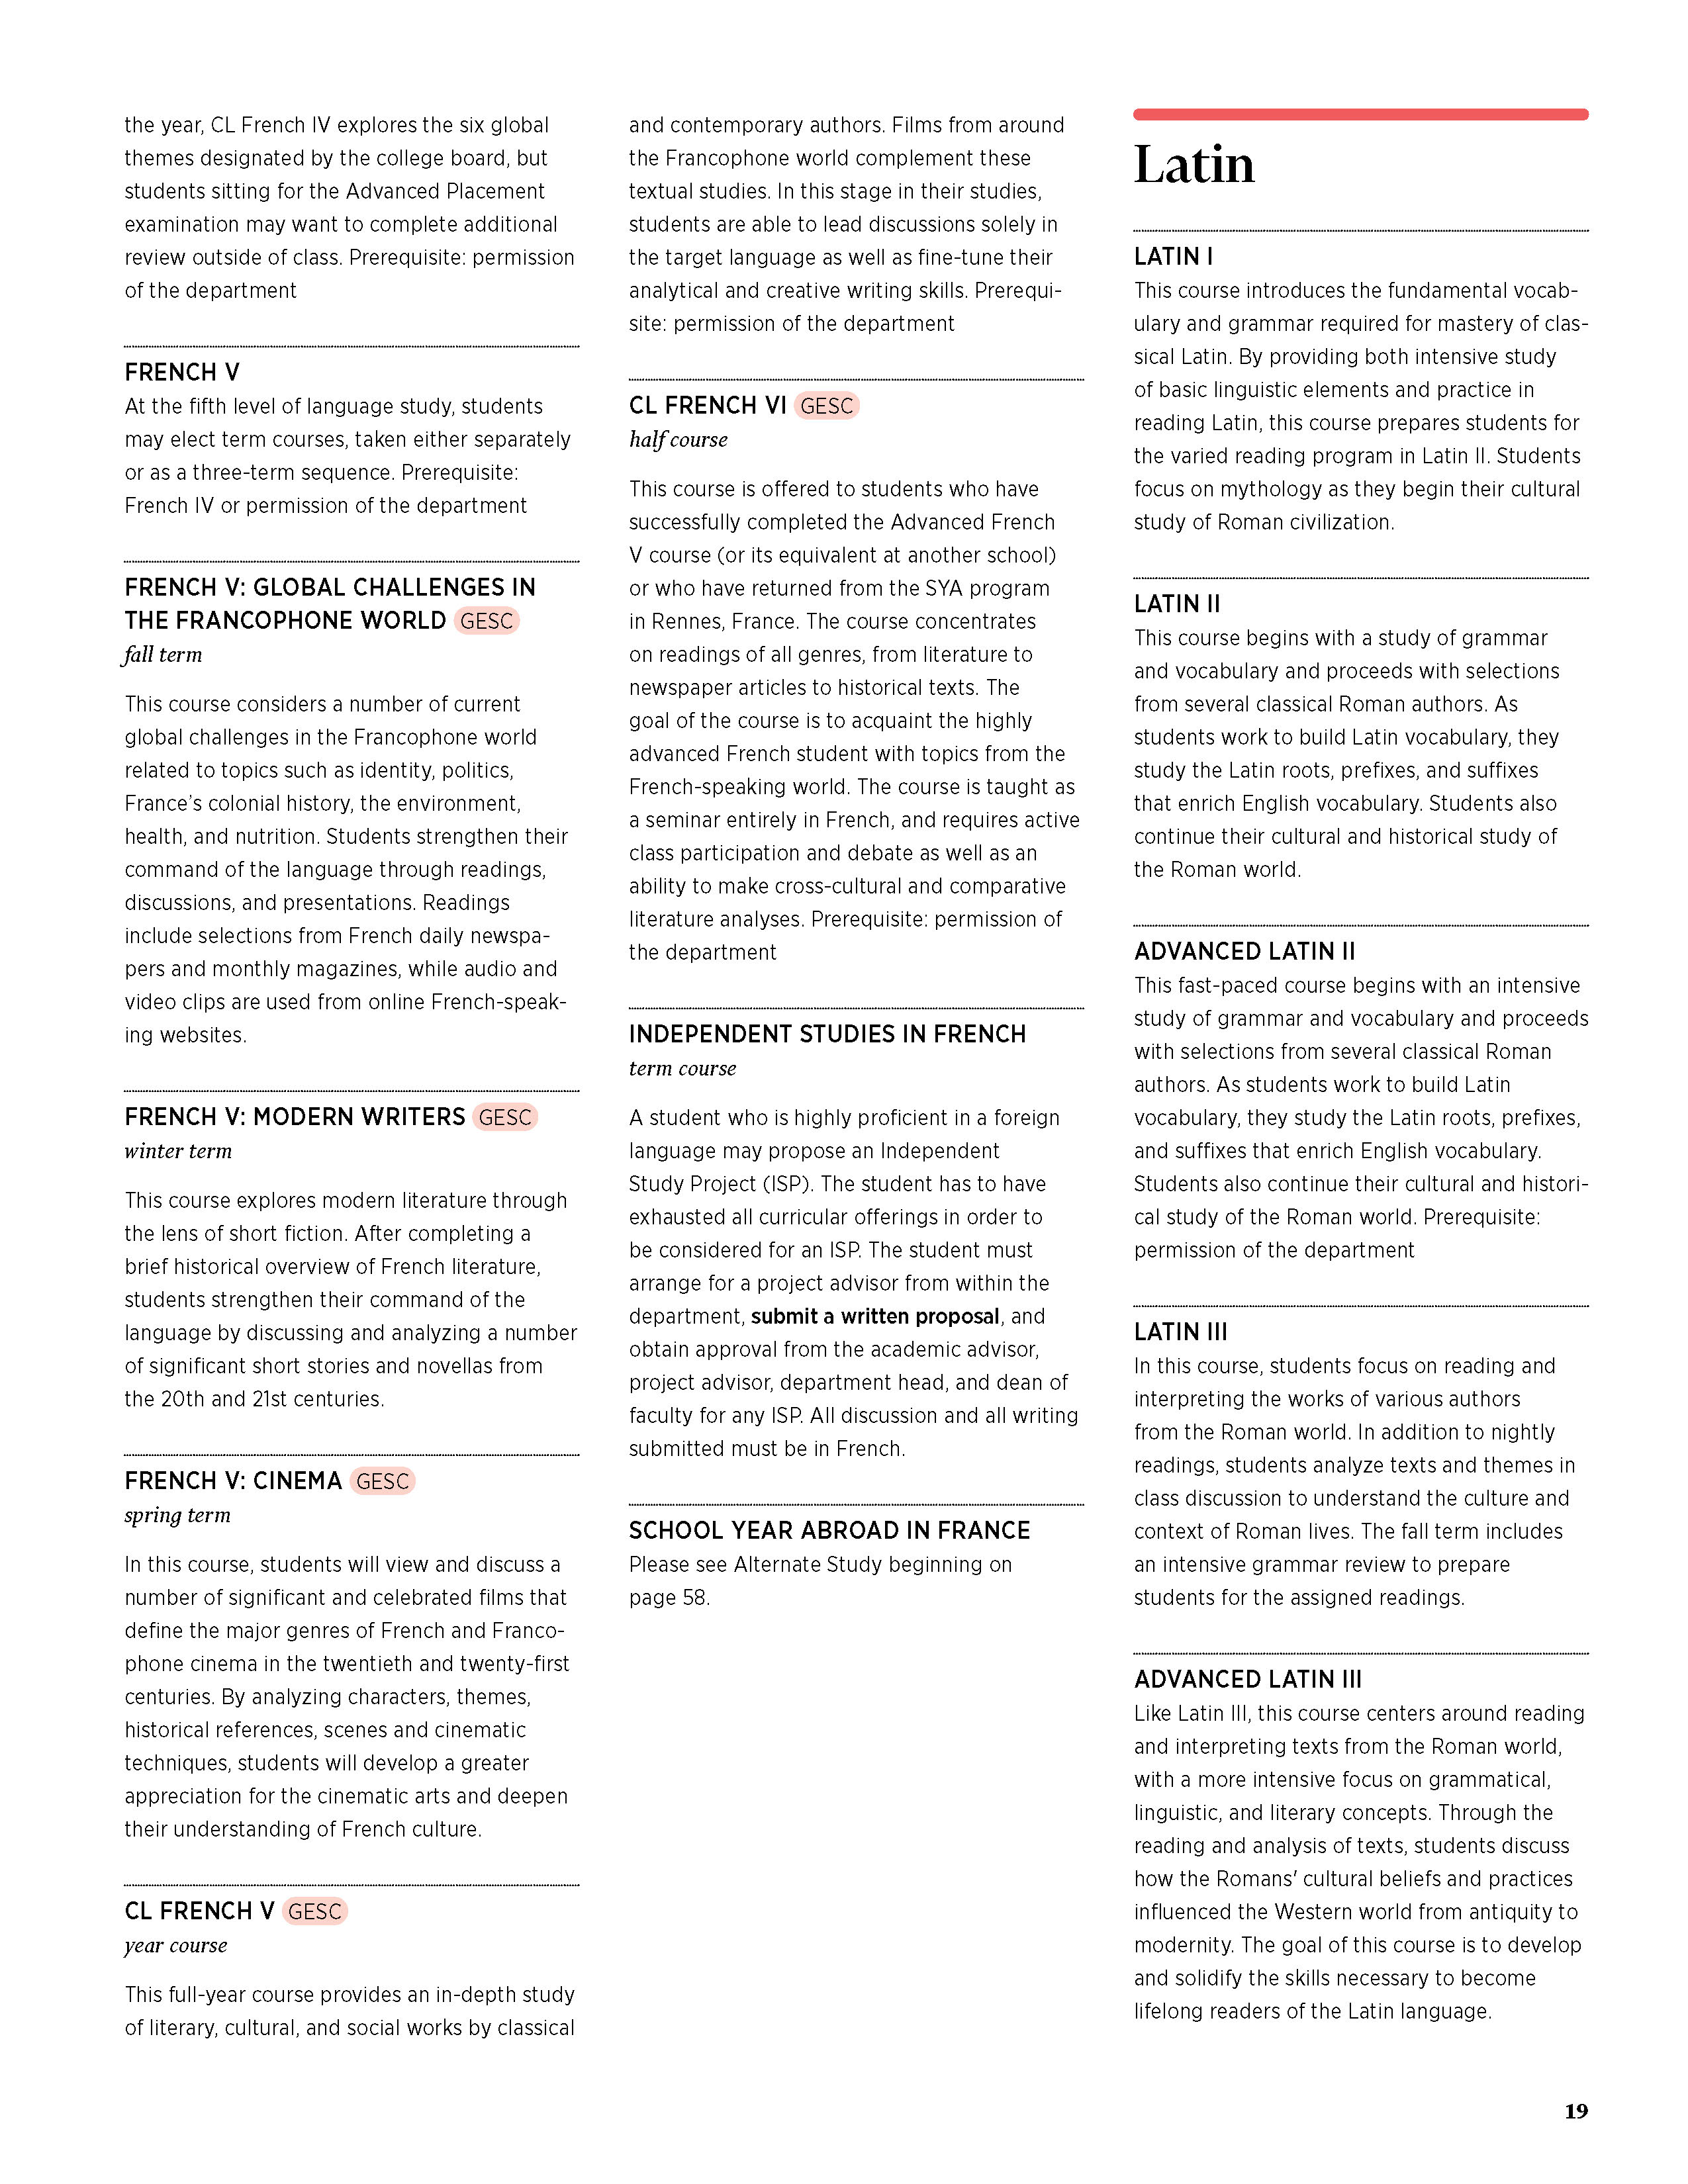 the year, CL French IV explores the six global
themes designated by the college board, but
students sitting for the Advanced Placement
examination may want to complete additional
review outside of class. Prerequisite: permission
of the department
FRENCH V
At the fifth level of language study, students
may elect term courses, taken either separately
or as a three-term sequence. Prerequisite:
French IV or permission of the department
FRENCH V: GLOBAL CHALLENGES IN
THE FRANCOPHONE WORLD GESC
fall term
This course considers a number of current
global challenges in the Francophone world
related to topics such as identity, politics,
France’s colonial history, the environment,
health, and nutrition. Students strengthen their
command of the language through readings,
discussions, and presentations. Readings
include selections from French daily newspa-
pers and monthly magazines, while audio and
video clips are used from online French-speak-
ing websites.
FRENCH V: MODERN WRITERS GESC
winter term
This course explores modern literature through
the lens of short fiction. After completing a
brief historical overview of French literature,
students strengthen their command of the
language by discussing and analyzing a number
of significant short stories and novellas from
the 20th and 21st centuries.
FRENCH V: CINEMA GESC
spring term
In this course, students will view and discuss a
number of significant and celebrated films that
define the major genres of French and Franco-
phone cinema in the twentieth and twenty-first
centuries. By analyzing characters, themes,
historical references, scenes and cinematic
techniques, students will develop a greater
appreciation for the cinematic arts and deepen
their understanding of French culture.
CL FRENCH V GESC
year course
This full-year course provides an in-depth study
of literary, cultural, and social works by classical
and contemporary authors. Films from around
the Francophone world complement these
textual studies. In this stage in their studies,
students are able to lead discussions solely in
the target language as well as fine-tune their
analytical and creative writing skills. Prerequi-
site: permission of the department
CL FRENCH VI GESC
half course
This course is offered to students who have
successfully completed the Advanced French
V course (or its equivalent at another school)
or who have returned from the SYA program
in Rennes, France. The course concentrates
on readings of all genres, from literature to
newspaper articles to historical texts. The
goal of the course is to acquaint the highly
advanced French student with topics from the
French-speaking world. The course is taught as
a seminar entirely in French, and requires active
class participation and debate as well as an
ability to make cross-cultural and comparative
literature analyses. Prerequisite: permission of
the department
INDEPENDENT STUDIES IN FRENCH
term course
A student who is highly proficient in a foreign
language may propose an Independent
Study Project (ISP). The student has to have
exhausted all curricular offerings in order to
be considered for an ISP. The student must
arrange for a project advisor from within the
department, submit a written proposal, and
obtain approval from the academic advisor,
project advisor, department head, and dean of
faculty for any ISP. All discussion and all writing
submitted must be in French.
SCHOOL YEAR ABROAD IN FRANCE
Please see Alternate Study beginning on
page 58.
Latin
LATIN I
This course introduces the fundamental vocab-
ulary and grammar required for mastery of clas-
sical Latin. By providing both intensive study
of basic linguistic elements and practice in
reading Latin, this course prepares students for
the varied reading program in Latin II. Students
focus on mythology as they begin their cultural
study of Roman civilization.
LATIN II
This course begins with a study of grammar
and vocabulary and proceeds with selections
from several classical Roman authors. As
students work to build Latin vocabulary, they
study the Latin roots, prefixes, and suffixes
that enrich English vocabulary. Students also
continue their cultural and historical study of
the Roman world.
ADVANCED LATIN II
This fast-paced course begins with an intensive
study of grammar and vocabulary and proceeds
with selections from several classical Roman
authors. As students work to build Latin
vocabulary, they study the Latin roots, prefixes,
and suffixes that enrich English vocabulary.
Students also continue their cultural and histori-
cal study of the Roman world. Prerequisite:
permission of the department
LATIN III
In this course, students focus on reading and
interpreting the works of various authors
from the Roman world. In addition to nightly
readings, students analyze texts and themes in
class discussion to understand the culture and
context of Roman lives. The fall term includes
an intensive grammar review to prepare
students for the assigned readings.
ADVANCED LATIN III
Like Latin III, this course centers around reading
and interpreting texts from the Roman world,
with a more intensive focus on grammatical,
linguistic, and literary concepts. Through the
reading and analysis of texts, students discuss
how the Romans’ cultural beliefs and practices
influenced the Western world from antiquity to
modernity. The goal of this course is to develop
and solidify the skills necessary to become
lifelong readers of the Latin language.
19